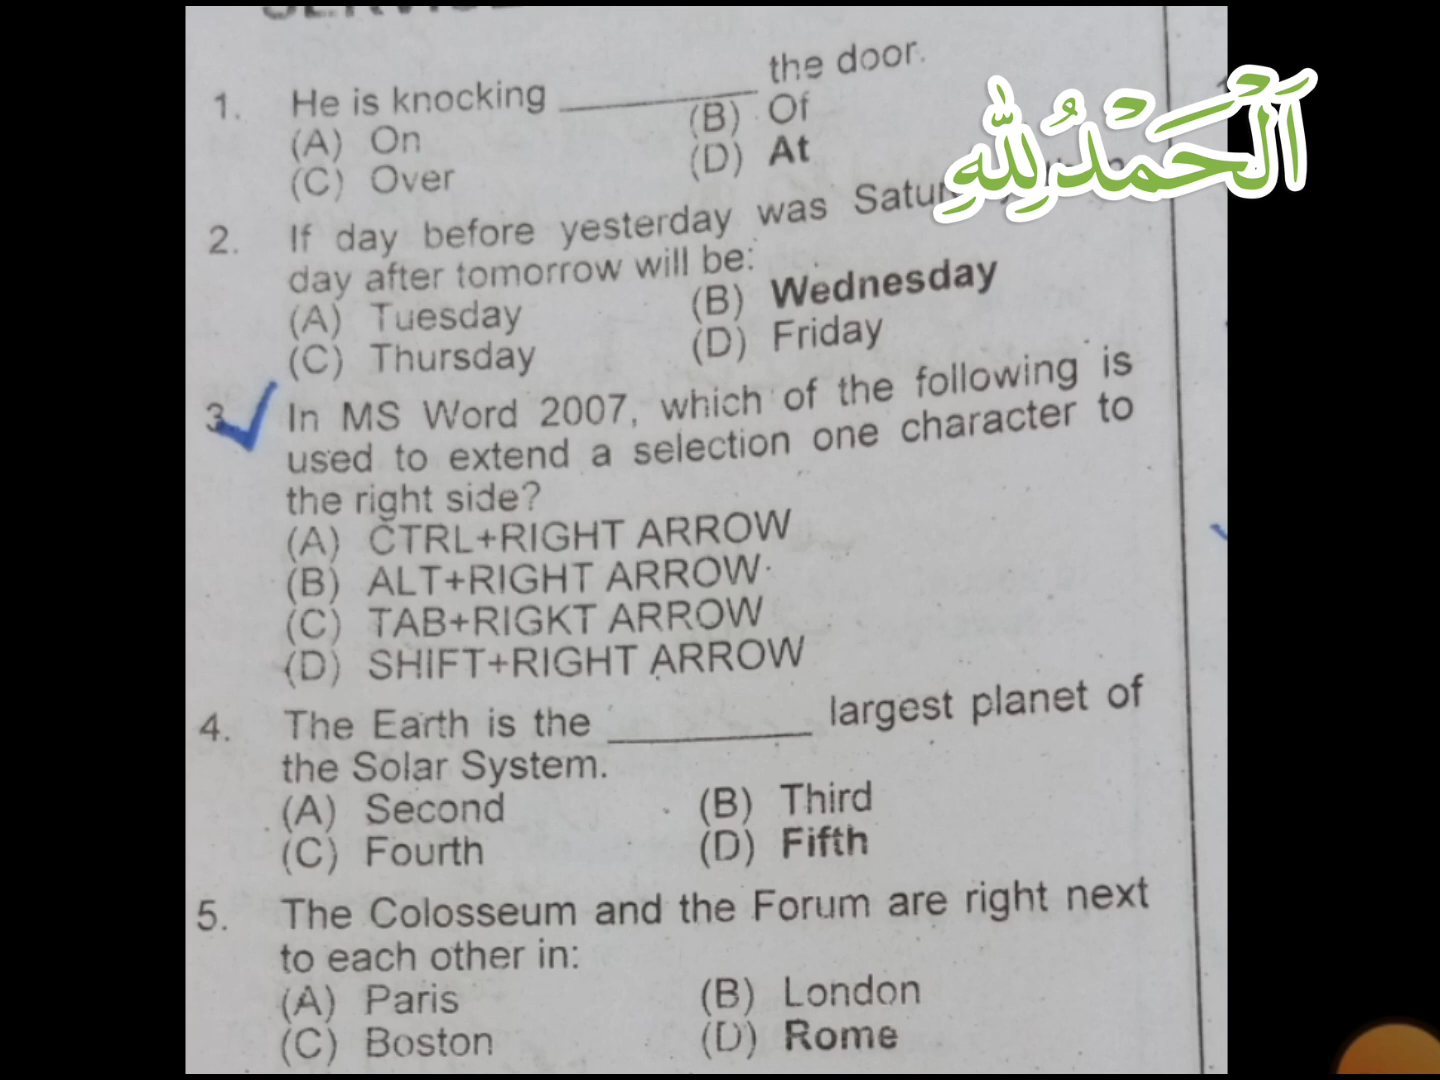 1. He is knocking __________ the door.
(A) On (B) Of
(C) Over (D) At
2. If day before yesterday was
day after tomorrow will be:
(A) Tuesday (B) Wednesday
(C) Thursday (D) Friday
3. In MS Word 2007, which of the following is
used to extend a selection one character to
the right side?
(A) CTRL+RIGHT ARROW
(B) ALT+RIGHT ARROW
(C) TAB+RIGKT ARROW
(D) SHIFT+RIGHT ARROW
4. The Earth is the __________ largest planet of
the Solar System.
(A) Second (B) Third
(C) Fourth (D) Fifth
5. The Colosseum and the Forum are right next
to each other in:
(A) Paris (B) London
(C) Boston (D) Rome
اَلْحَمْدُلِلّٰهِ